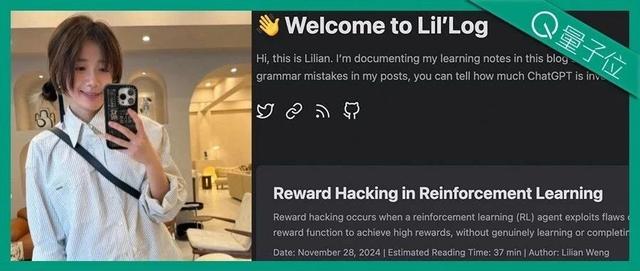 👋 Welcome to Lil’Log
量子位
Hi, this is Lilian. I’m documenting my learning notes in this blog
grammar mistakes in my posts, you can tell how much ChatGPT is
Reward Hacking in Reinforcement Learning
Reward hacking occurs when a reinforcement learning (RL) agent exploits flaws
reward function to achieve high rewards, without genuinely learning or
Date: November 28, 2024 | Estimated Reading Time: 37 min | Author: Lilian Weng